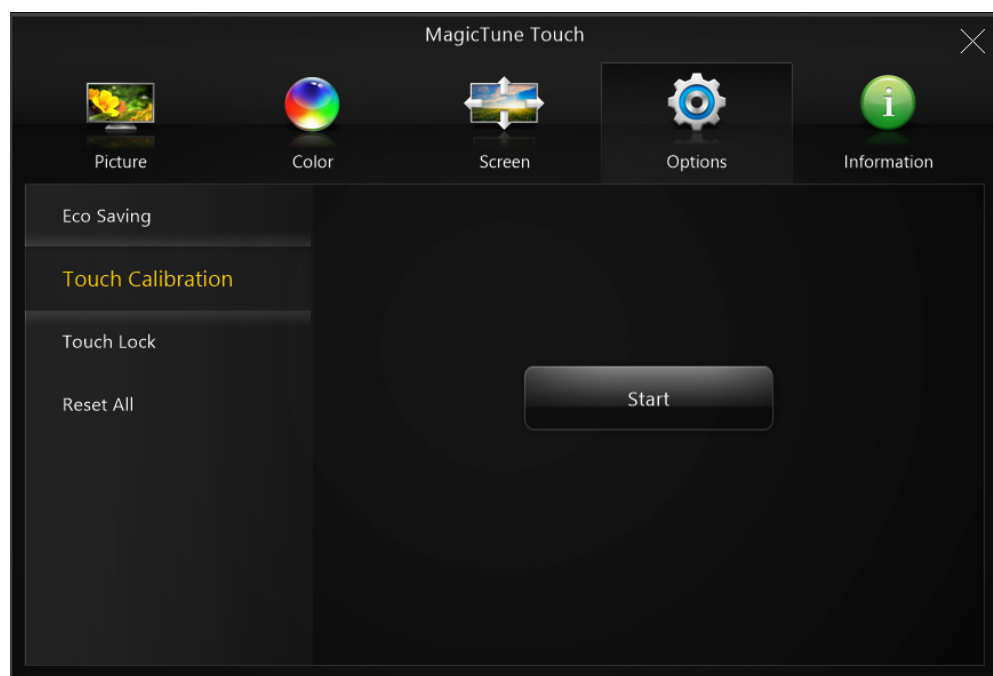 MagicTune Touch
Picture
Color
Screen
Options
Information
Eco Saving
Touch Calibration
Touch Lock
Reset All
Start